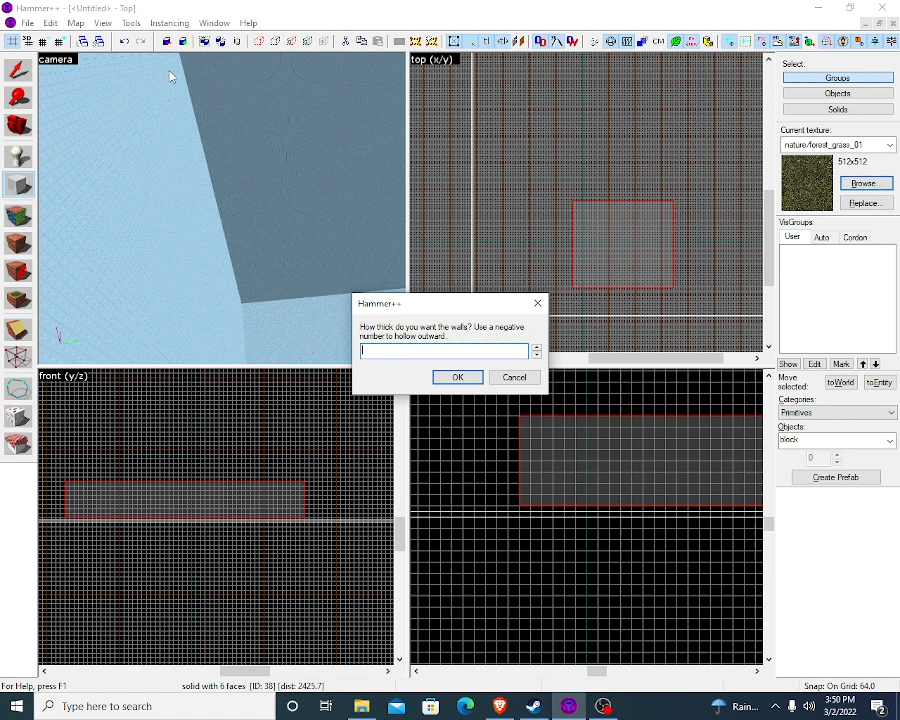 Hammer++ - [<Untitled> - Top]
File Edit Map View Tools Instancing Window Help
3D
CM
camera
top (x/y)
front (y/z)
Select:
Groups
Objects
Solids
Current texture:
nature/forest_grass_01
512x512
Browse...
Replace...
VisGroups:
User Auto Cordon
Show Edit Mark
Move selected:
toWorld toEntity
Categories:
Primitives
Objects:
block
0
Create Prefab
Hammer++
How thick do you want the walls? Use a negative
number to hollow outward.
OK Cancel
For Help, press F1
solid with 6 faces [ID: 38] [dist: 2425.7]
Snap: On Grid: 64.0
Type here to search
Rain...
3:50 PM
3/2/2022
2